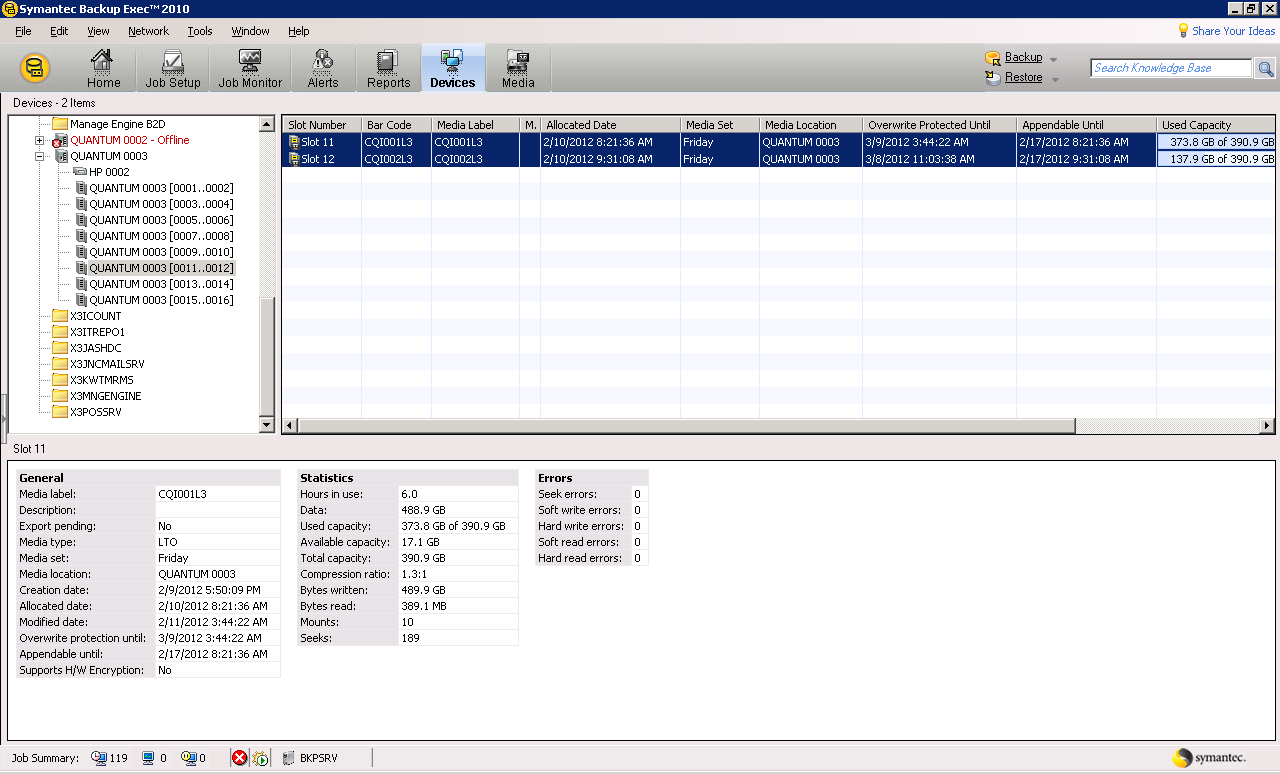 Symantec Backup Exec™ 2010
File Edit View Network Tools Window Help
Share Your Ideas
Home Job Setup Job Monitor Alerts Reports Devices Media
Backup
Restore
Search Knowledge Base
Devices - 2 Items
Manage Engine B2D
QUANTUM 0002 - Offline
QUANTUM 0003
HP 0002
QUANTUM 0003 [0001..0002]
QUANTUM 0003 [0003..0004]
QUANTUM 0003 [0005..0006]
QUANTUM 0003 [0007..0008]
QUANTUM 0003 [0009..0010]
QUANTUM 0003 [0011..0012]
QUANTUM 0003 [0013..0014]
QUANTUM 0003 [0015..0016]
X3ICOUNT
X3ITREPO1
X3JASHDC
X3JNCMAILSRV
X3KWTMRMS
X3MNGENGINE
X3POSSRV
Slot Number Bar Code Media Label M. Allocated Date Media Set Media Location Overwrite Protected Until Appendable Until Used Capacity
Slot 11 CQI001L3 CQI001L3 2/10/2012 8:21:36 AM Friday QUANTUM 0003 3/9/2012 3:44:22 AM 2/17/2012 8:21:36 AM 373.8 GB of 390.9 GB
Slot 12 CQI002L3 CQI002L3 2/10/2012 9:31:08 AM Friday QUANTUM 0003 3/8/2012 11:03:38 AM 2/17/2012 9:31:08 AM 137.9 GB of 390.9 GB
Slot 11
General
Media label: CQI001L3
Description:
Export pending: No
Media type: LTO
Media set: Friday
Media location: QUANTUM 0003
Creation date: 2/9/2012 5:50:09 PM
Allocated date: 2/10/2012 8:21:36 AM
Modified date: 2/11/2012 3:44:22 AM
Overwrite protection until: 3/9/2012 3:44:22 AM
Appendable until: 2/17/2012 8:21:36 AM
Supports H/W Encryption: No
Statistics
Hours in use: 6.0
Data: 488.9 GB
Used capacity: 373.8 GB of 390.9 GB
Available capacity: 17.1 GB
Total capacity: 390.9 GB
Compression ratio: 1.3:1
Bytes written: 489.9 GB
Bytes read: 389.1 MB
Mounts: 10
Seeks: 189
Errors
Seek errors: 0
Soft write errors: 0
Hard write errors: 0
Soft read errors: 0
Hard read errors: 0
Job Summary: 119 0 0 BKPSRV
symantec.